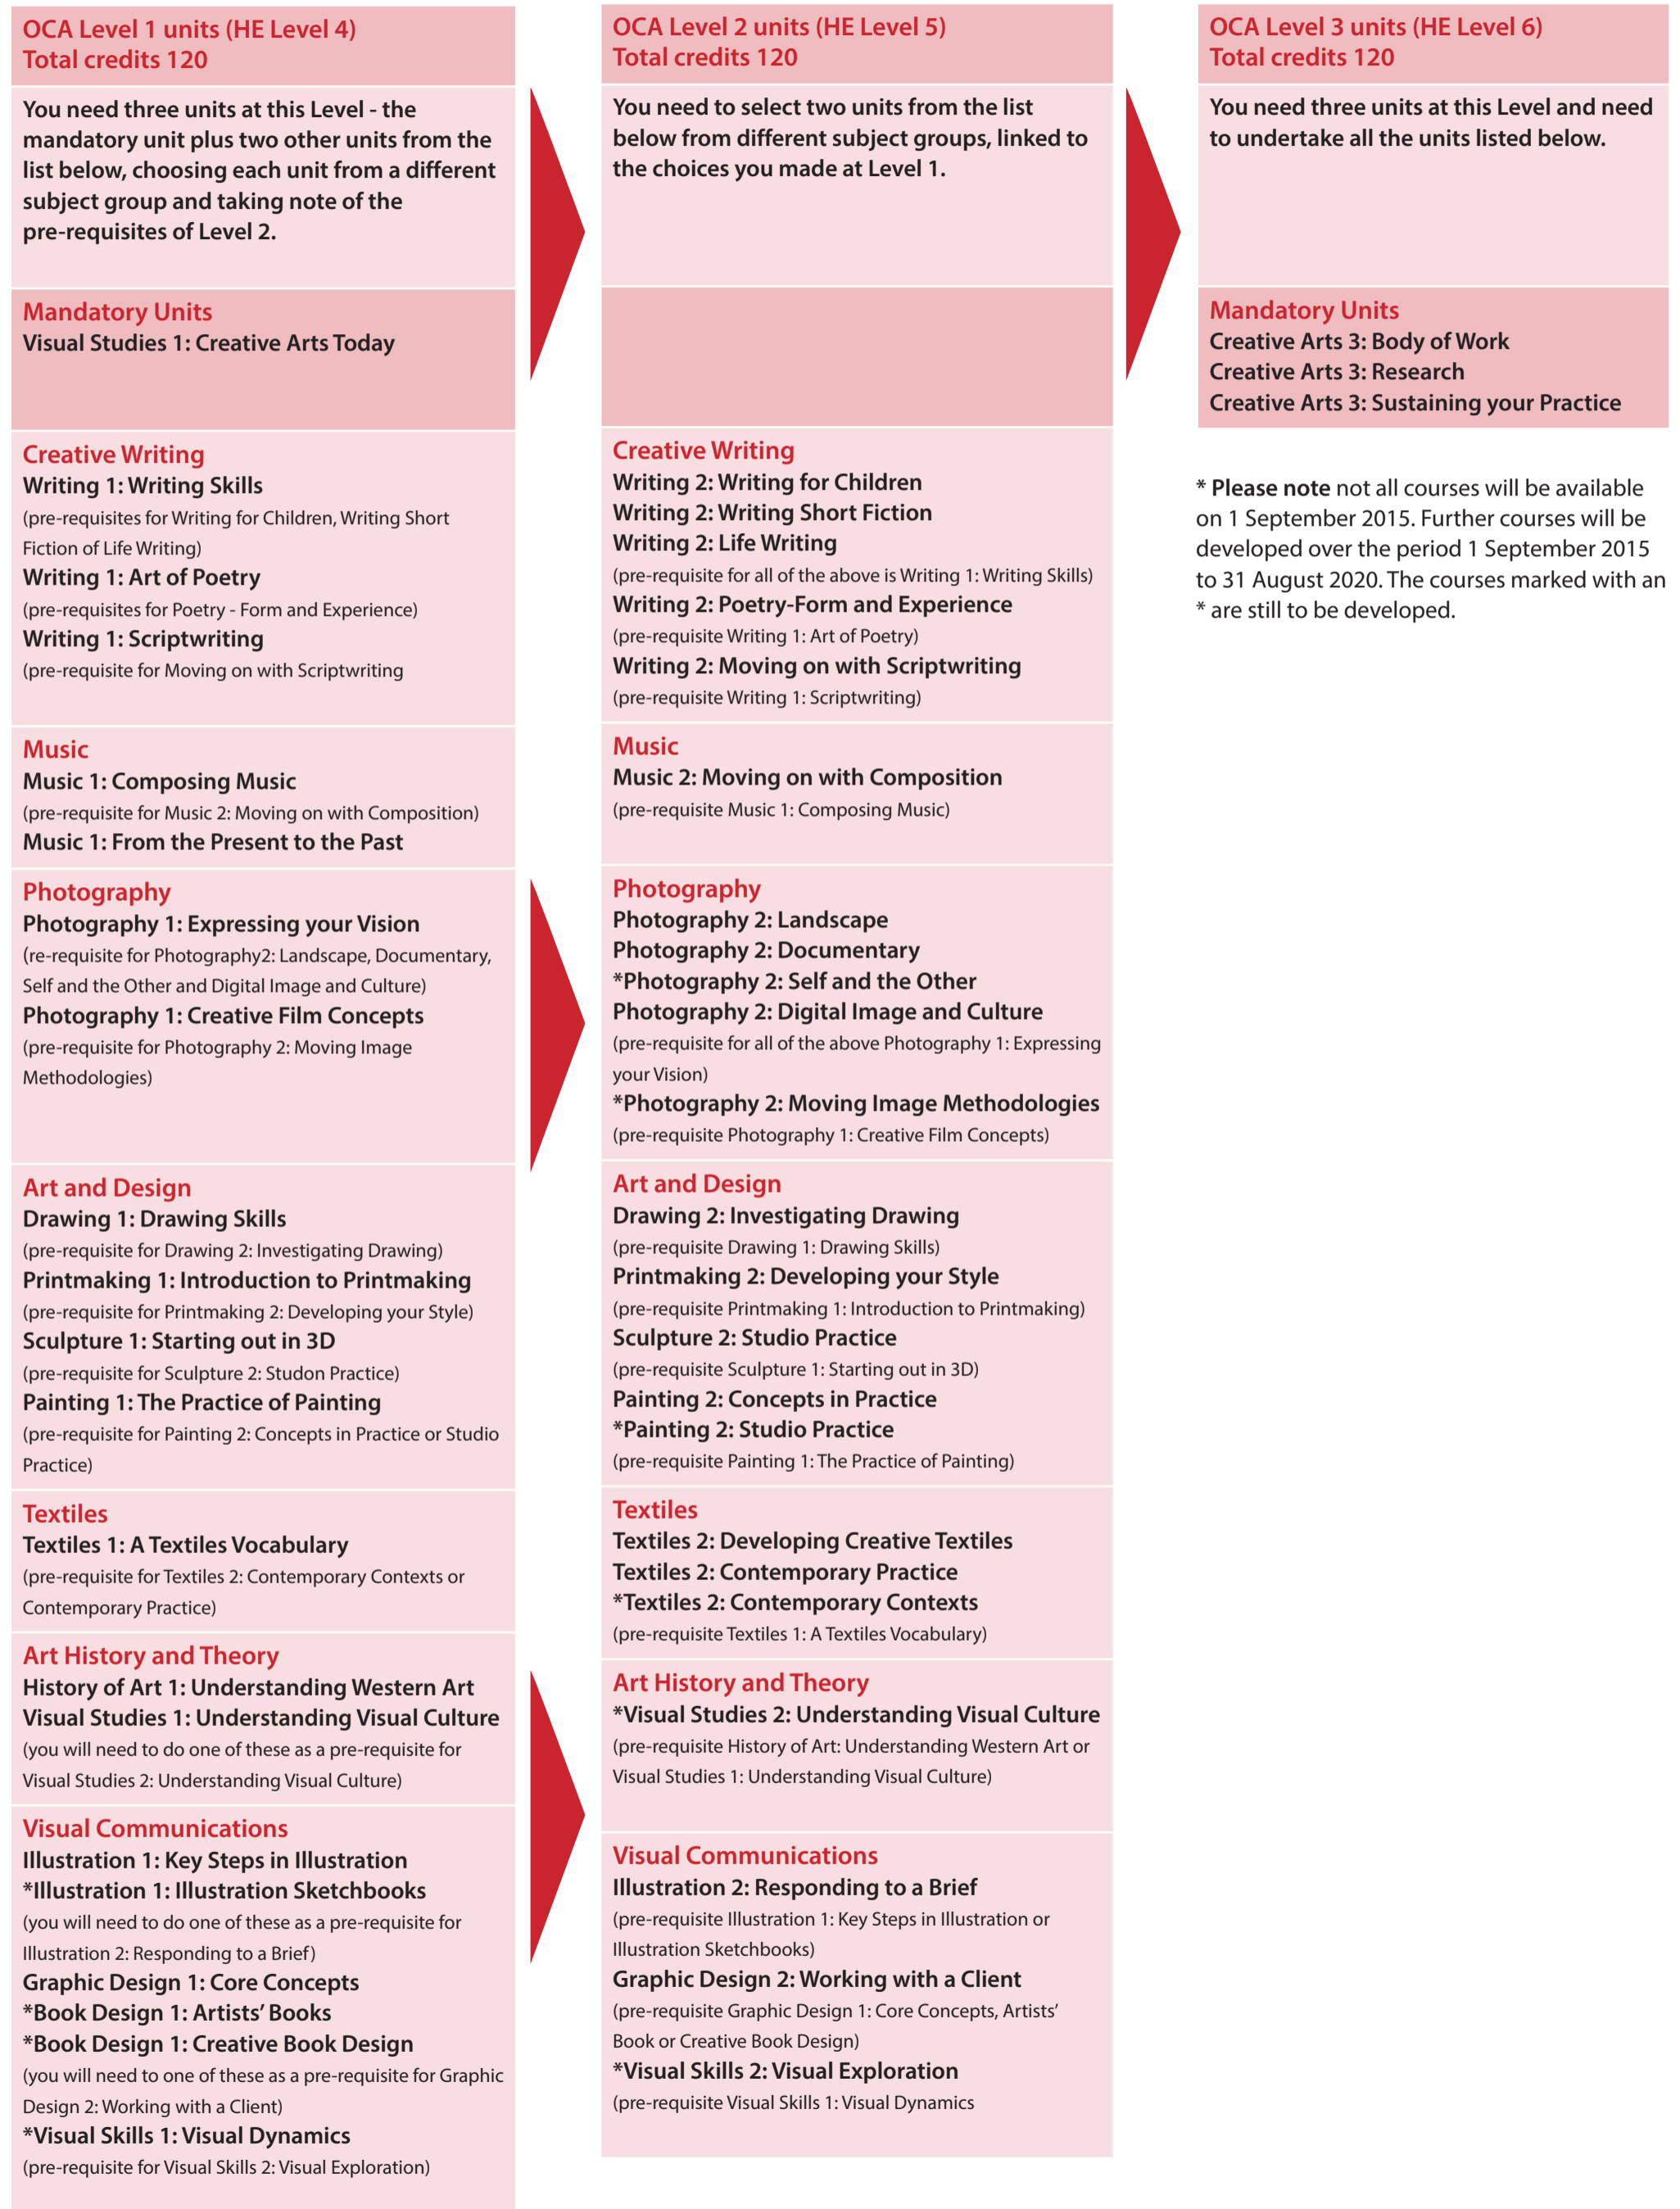 OCA Level 1 units (HE Level 4)
Total credits 120
You need three units at this Level - the
mandatory unit plus two other units from the
list below, choosing each unit from a different
subject group and taking note of the
pre-requisites of Level 2.
Mandatory Units
Visual Studies 1: Creative Arts Today
Creative Writing
Writing 1: Writing Skills
(pre-requisites for Writing for Children, Writing Short
Fiction of Life Writing)
Writing 1: Art of Poetry
(pre-requisites for Poetry - Form and Experience)
Writing 1: Scriptwriting
(pre-requisite for Moving on with Scriptwriting
Music
Music 1: Composing Music
(pre-requisite for Music 2: Moving on with Composition)
Music 1: From the Present to the Past
Photography
Photography 1: Expressing your Vision
(re-requisite for Photography2: Landscape, Documentary,
Self and the Other and Digital Image and Culture)
Photography 1: Creative Film Concepts
(pre-requisite for Photography 2: Moving Image
Methodologies)
Art and Design
Drawing 1: Drawing Skills
(pre-requisite for Drawing 2: Investigating Drawing)
Printmaking 1: Introduction to Printmaking
(pre-requisite for Printmaking 2: Developing your Style)
Sculpture 1: Starting out in 3D
(pre-requisite for Sculpture 2: Studon Practice)
Painting 1: The Practice of Painting
(pre-requisite for Painting 2: Concepts in Practice or Studio
Practice)
Textiles
Textiles 1: A Textiles Vocabulary
(pre-requisite for Textiles 2: Contemporary Contexts or
Contemporary Practice)
Art History and Theory
History of Art 1: Understanding Western Art
Visual Studies 1: Understanding Visual Culture
(you will need to do one of these as a pre-requisite for
Visual Studies 2: Understanding Visual Culture)
Visual Communications
Illustration 1: Key Steps in Illustration
*Illustration 1: Illustration Sketchbooks
(you will need to do one of these as a pre-requisite for
Illustration 2: Responding to a Brief)
Graphic Design 1: Core Concepts
*Book Design 1: Artists' Books
*Book Design 1: Creative Book Design
(you will need to one of these as a pre-requisite for Graphic
Design 2: Working with a Client)
*Visual Skills 1: Visual Dynamics
(pre-requisite for Visual Skills 2: Visual Exploration)
OCA Level 2 units (HE Level 5)
Total credits 120
You need to select two units from the list
below from different subject groups, linked to
the choices you made at Level 1.
Creative Writing
Writing 2: Writing for Children
Writing 2: Writing Short Fiction
Writing 2: Life Writing
(pre-requisite for all of the above is Writing 1: Writing Skills)
Writing 2: Poetry-Form and Experience
(pre-requisite Writing 1: Art of Poetry)
Writing 2: Moving on with Scriptwriting
(pre-requisite Writing 1: Scriptwriting)
Music
Music 2: Moving on with Composition
(pre-requisite Music 1: Composing Music)
Photography
Photography 2: Landscape
Photography 2: Documentary
*Photography 2: Self and the Other
Photography 2: Digital Image and Culture
(pre-requisite for all of the above Photography 1: Expressing
your Vision)
*Photography 2: Moving Image Methodologies
(pre-requisite Photography 1: Creative Film Concepts)
Art and Design
Drawing 2: Investigating Drawing
(pre-requisite Drawing 1: Drawing Skills)
Printmaking 2: Developing your Style
(pre-requisite Printmaking 1: Introduction to Printmaking)
Sculpture 2: Studio Practice
(pre-requisite Sculpture 1: Starting out in 3D)
Painting 2: Concepts in Practice
*Painting 2: Studio Practice
(pre-requisite Painting 1: The Practice of Painting)
Textiles
Textiles 2: Developing Creative Textiles
Textiles 2: Contemporary Practice
*Textiles 2: Contemporary Contexts
(pre-requisite Textiles 1: A Textiles Vocabulary)
Art History and Theory
*Visual Studies 2: Understanding Visual Culture
(pre-requisite History of Art: Understanding Western Art or
Visual Studies 1: Understanding Visual Culture)
Visual Communications
Illustration 2: Responding to a Brief
(pre-requisite Illustration 1: Key Steps in Illustration or
Illustration Sketchbooks)
Graphic Design 2: Working with a Client
(pre-requisite Graphic Design 1: Core Concepts, Artists'
Book or Creative Book Design)
*Visual Skills 2: Visual Exploration
(pre-requisite Visual Skills 1: Visual Dynamics
OCA Level 3 units (HE Level 6)
Total credits 120
You need three units at this Level and need
to undertake all the units listed below.
Mandatory Units
Creative Arts 3: Body of Work
Creative Arts 3: Research
Creative Arts 3: Sustaining your Practice
* Please note not all courses will be available
on 1 September 2015. Further courses will be
developed over the period 1 September 2015
to 31 August 2020. The courses marked with an
* are still to be developed.